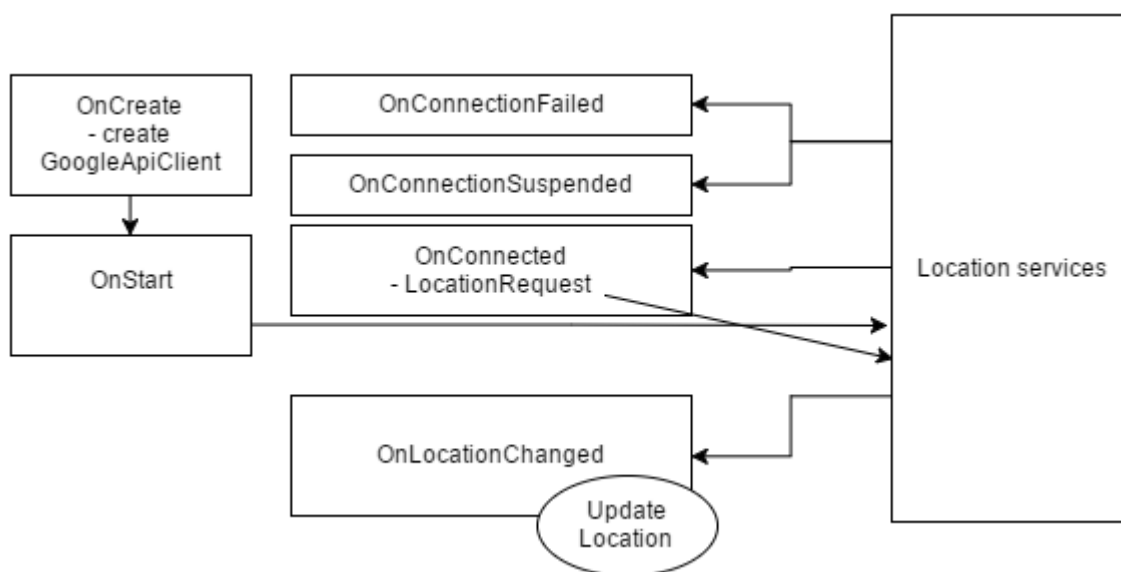 OnCreate
- create
GoogleApiClient
OnStart
OnConnectionFailed
OnConnectionSuspended
OnConnected
- LocationRequest
OnLocationChanged
Update
Location
Location services